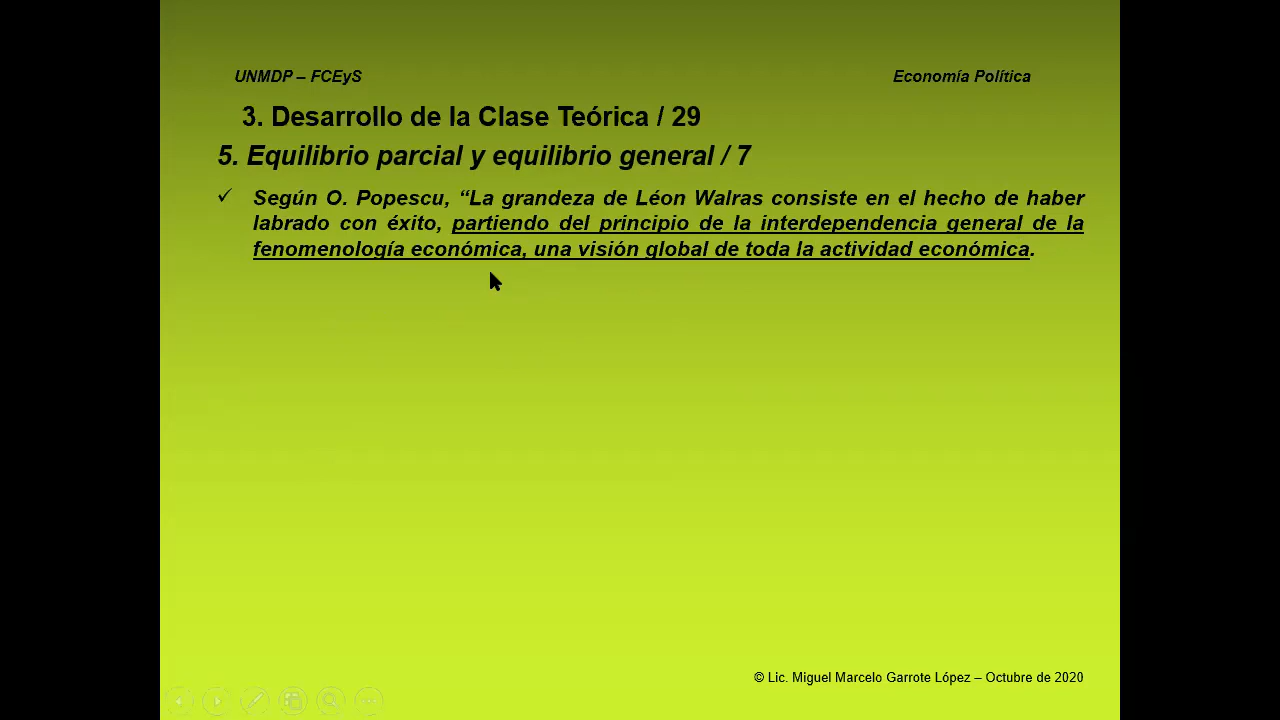 UNMDP – FCEyS
Economía Política
3. Desarrollo de la Clase Teórica / 29
5. Equilibrio parcial y equilibrio general / 7
✓ Según O. Popescu, “La grandeza de Léon Walras consiste en el hecho de haber
labrado con éxito, partiendo del principio de la interdependencia general de la
fenomenología económica, una visión global de toda la actividad económica.
© Lic. Miguel Marcelo Garrote López – Octubre de 2020